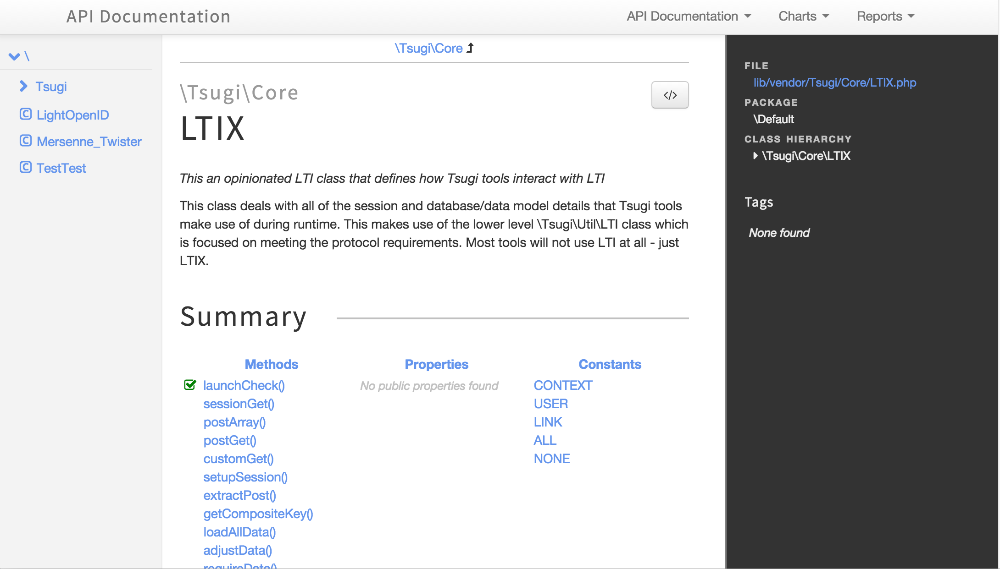 API Documentation
API Documentation
Charts
Reports
\
Tsugi
LightOpenID
Mersenne_Twister
TestTest
\Tsugi\Core
\Tsugi\Core
</>
LTIX
This an opinionated LTI class that defines how Tsugi tools interact with LTI
This class deals with all of the session and database/data model details that Tsugi tools
make use of during runtime. This makes use of the lower level \Tsugi\Util\LTI class which
is focused on meeting the protocol requirements. Most tools will not use LTI at all - just
LTIX.
Summary
Methods
launchCheck()
sessionGet()
postArray()
postGet()
customGet()
setupSession()
extractPost()
getCompositeKey()
loadAllData()
adjustData()
requireData()
Properties
No public properties found
Constants
CONTEXT
USER
LINK
ALL
NONE
FILE
lib/vendor/Tsugi/Core/LTIX.php
PACKAGE
\Default
CLASS HIERARCHY
\Tsugi\Core\LTIX
Tags
None found